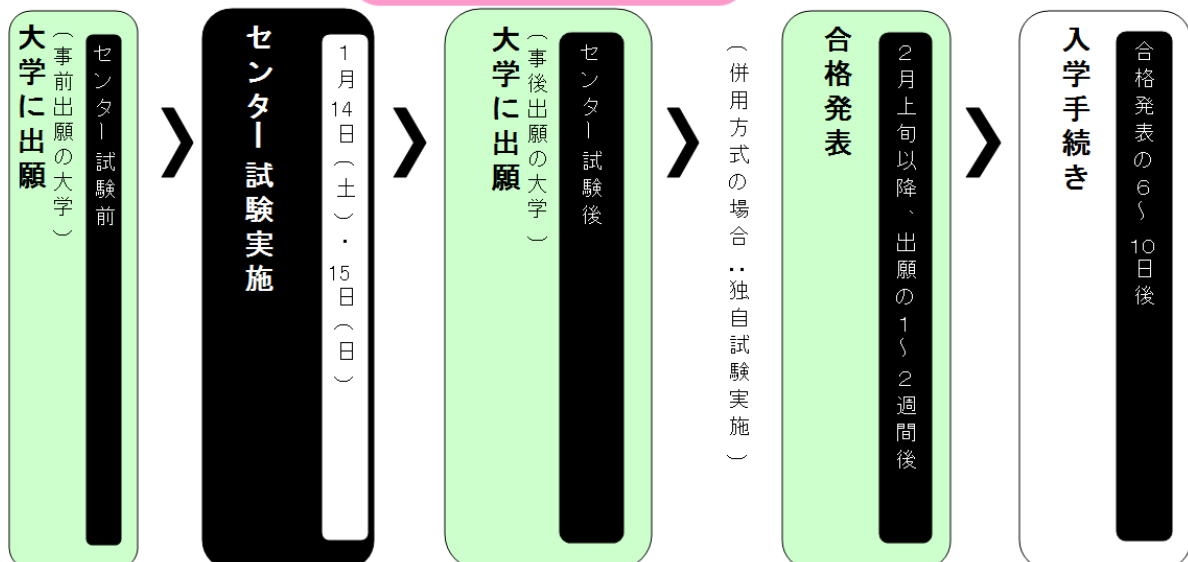 センター試験前
大学に出願
(事前出願の大学)
1月14日(土)・15日(日)
センター試験実施
センター試験後
大学に出願
(事後出願の大学)
(併用方式の場合:独自試験実施)
2月上旬以降、出願の1～2週間後
合格発表
合格発表の6～10日後
入学手続き